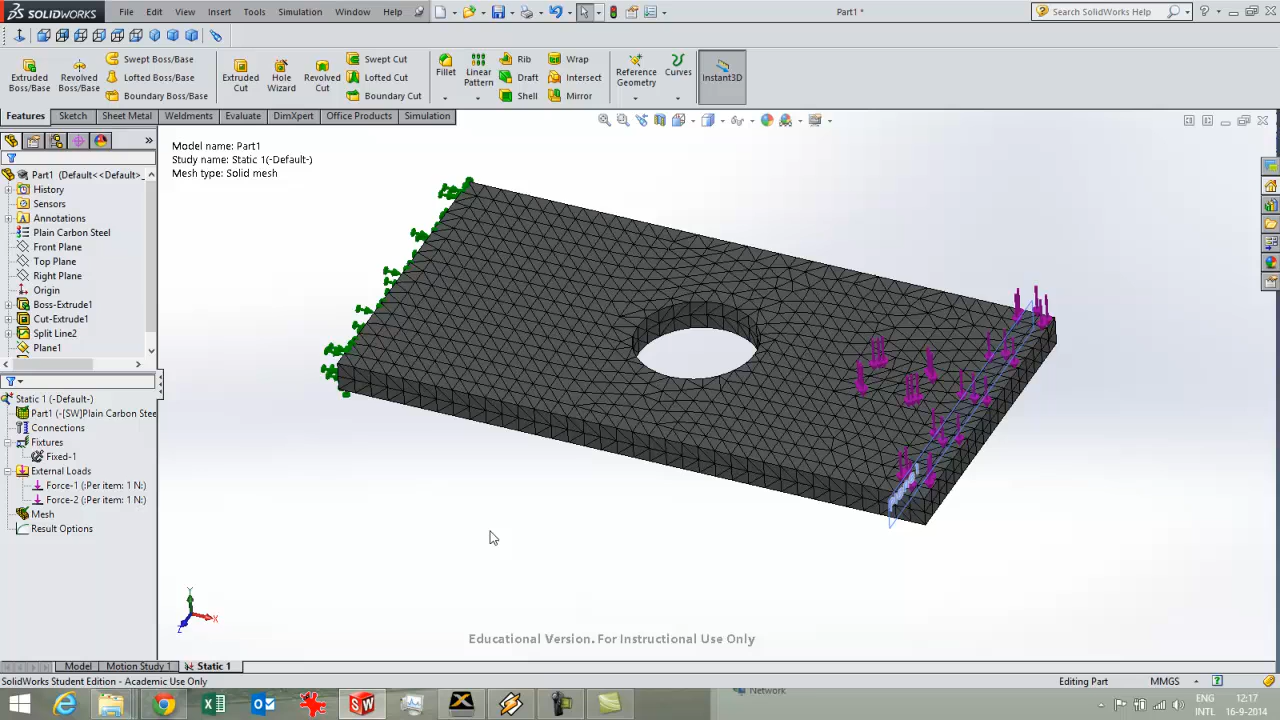 SOLIDWORKS File Edit View Insert Tools Simulation Window Help Part1 * Search SolidWorks Help
Extruded Boss/Base
Revolved Boss/Base
Swept Boss/Base
Lofted Boss/Base
Boundary Boss/Base
Extruded Cut
Hole Wizard
Revolved Cut
Swept Cut
Lofted Cut
Boundary Cut
Fillet
Linear Pattern
Rib
Draft
Shell
Wrap
Intersect
Mirror
Reference Geometry
Curves
Instant3D
Features Sketch Sheet Metal Weldments Evaluate DimXpert Office Products Simulation
Model name: Part1
Study name: Static 1(-Default-)
Mesh type: Solid mesh
Part1 (Default<<Default>_
History
Sensors
Annotations
Plain Carbon Steel
Front Plane
Top Plane
Right Plane
Origin
Boss-Extrude1
Cut-Extrude1
Split Line2
Plane1
Static 1 (-Default-)
Part1 (-[SW]Plain Carbon Stee
Connections
Fixtures
Fixed-1
External Loads
Force-1 (:Per item: 1 N:)
Force-2 (:Per item: 1 N:)
Mesh
Result Options
Y
X
Z
Educational Version. For Instructional Use Only
Model Motion Study 1 Static 1
SolidWorks Student Edition - Academic Use Only Editing Part MMGS
Network
ENG 12:17
INTL 16-9-2014